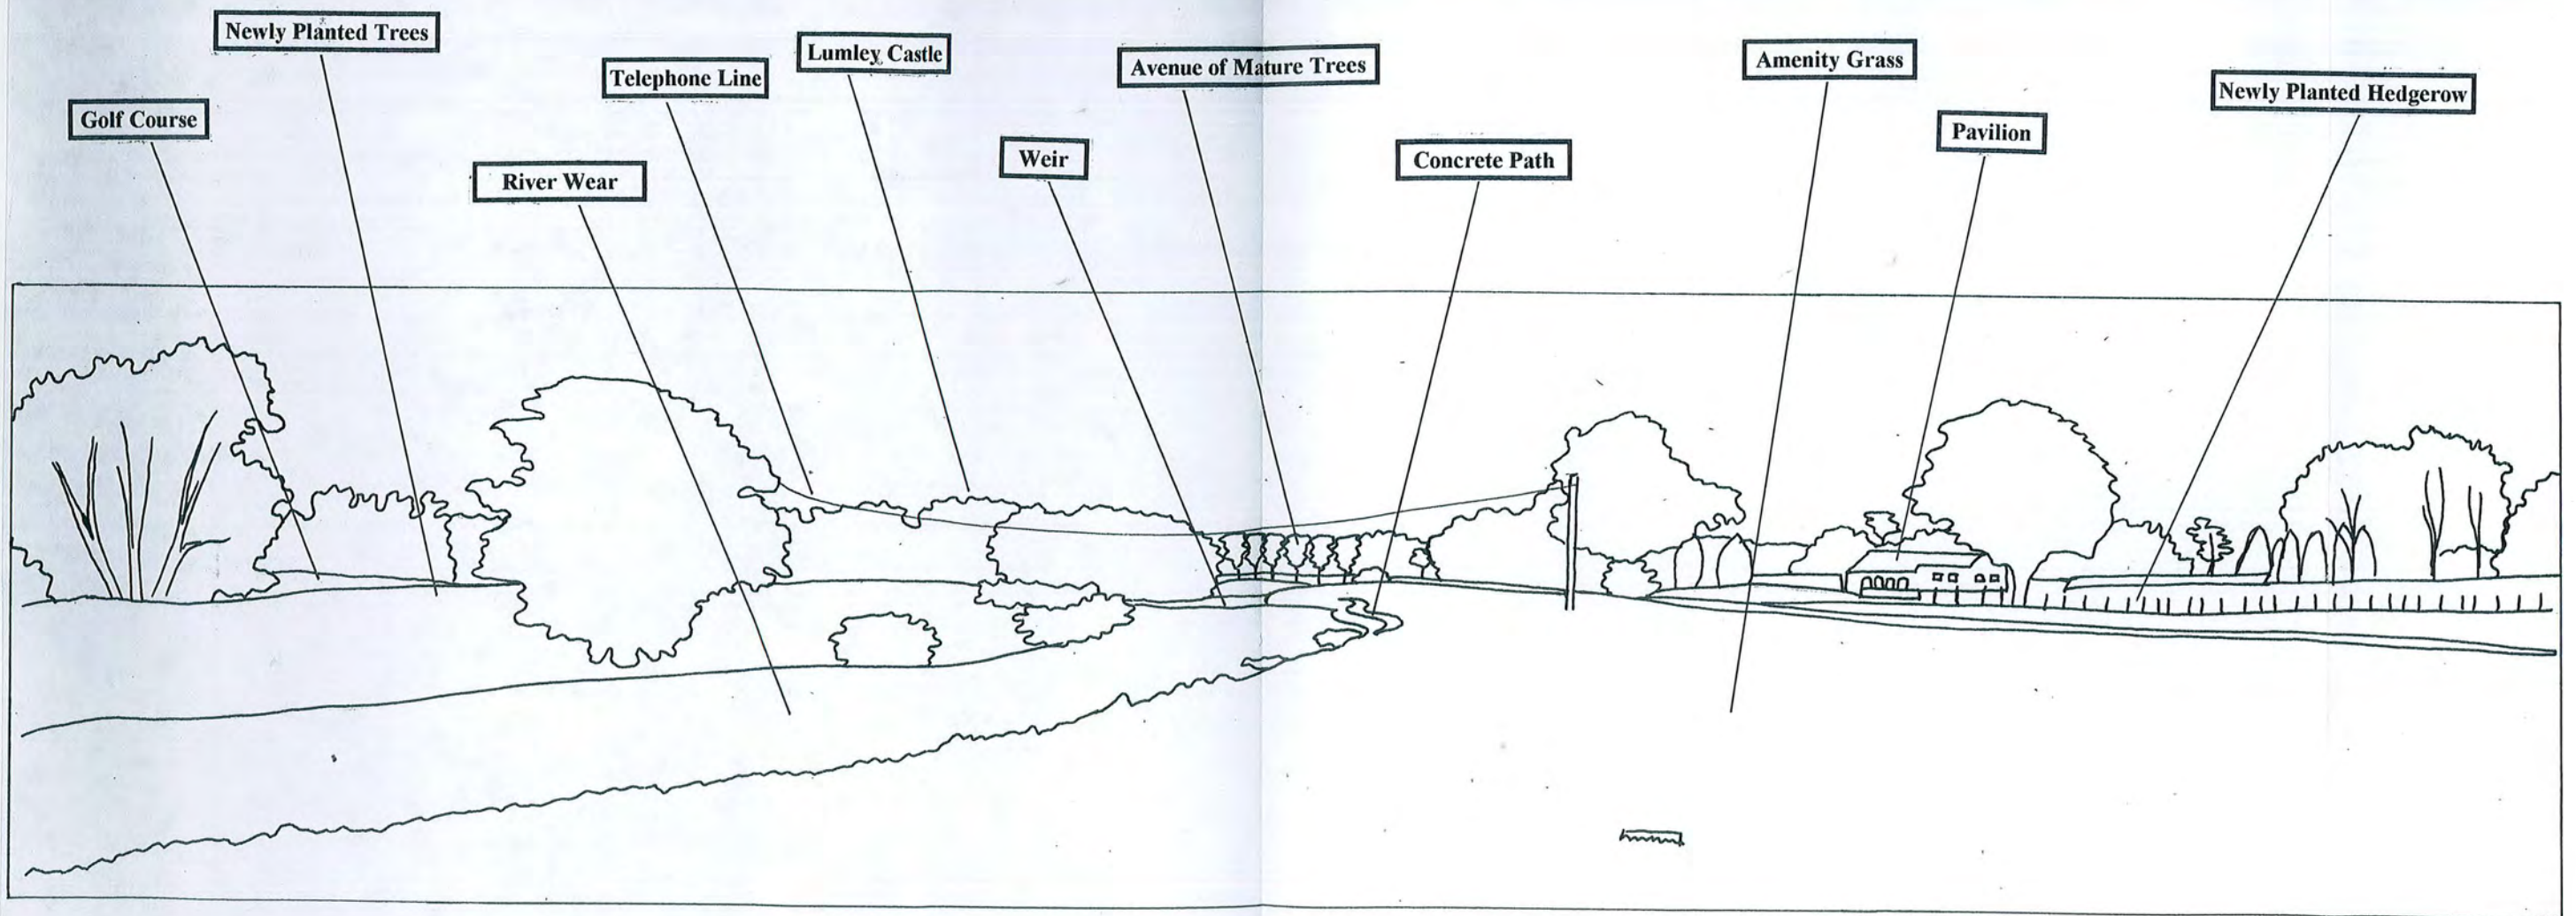 Newly Planted Trees
Lumley Castle
Avenue of Mature Trees
Amenity Grass
Telephone Line
Newly Planted Hedgerow
Golf Course
Pavilion
Weir
Concrete Path
River Wear